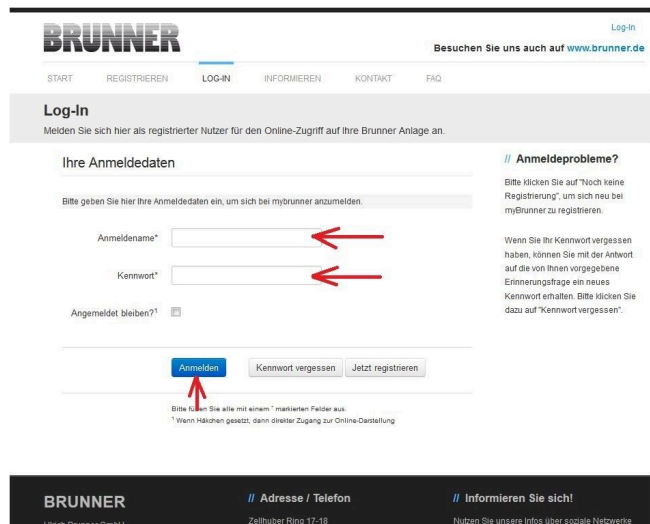 BRUNNER
Log-In
Besuchen Sie uns auch auf www.brunner.de
START REGISTRIEREN LOG-IN INFORMIEREN KONTAKT FAQ
Log-In
Melden Sie sich hier als registrierter Nutzer für den Online-Zugriff auf Ihre Brunner Anlage an.
Ihre Anmeldedaten
Bitte geben Sie hier Ihre Anmeldedaten ein, um sich bei mybrunner anzumelden.
Anmeldename*
Kennwort*
Angemeldet bleiben?¹
Anmelden Kennwort vergessen Jetzt registrieren
Bitte füllen Sie alle mit einem * markierten Felder aus.
¹ Wenn Häkchen gesetzt, dann direkter Zugang zur Online-Darstellung
// Anmeldeprobleme?
Bitte klicken Sie auf "Noch keine
Registrierung", um sich neu bei
myBrunner zu registrieren.
Wenn Sie Ihr Kennwort vergessen
haben, können Sie mit der Antwort
auf die von Ihnen vorgegebene
Erinnerungsfrage ein neues
Kennwort erhalten. Bitte klicken Sie
dazu auf "Kennwort vergessen".
BRUNNER
Ulrich Brunner GmbH
// Adresse / Telefon
Zellhuber Ring 17-18
// Informieren Sie sich!
Nutzen Sie unsere Infos über soziale Netzwerke